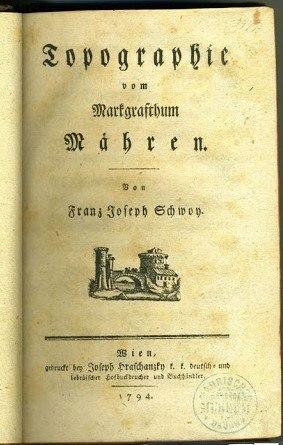 Topographie
vom
Markgrafthum
Mähren.
Von
Franz Joseph Schwoy.
Wien,
gedruckt bey Joseph Hraschanzky k. k. deutsch- und
hebräischer Hofbuchdrucker und Buchhändler.
1794.